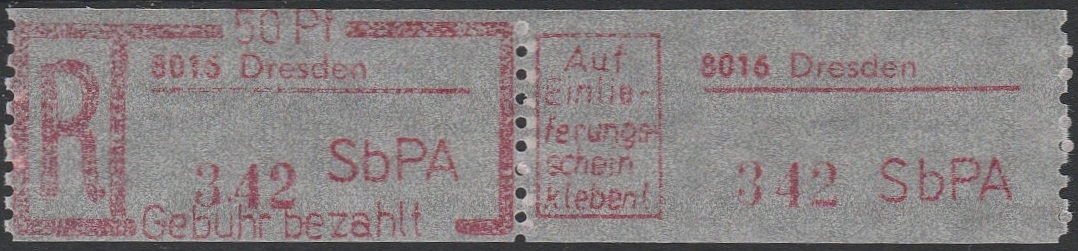 50 Pf
R
8016 Dresden
342 SbPA
Gebühr bezahlt
Auf
Einlie-
ferungs-
schein
kleben!
8016 Dresden
342 SbPA